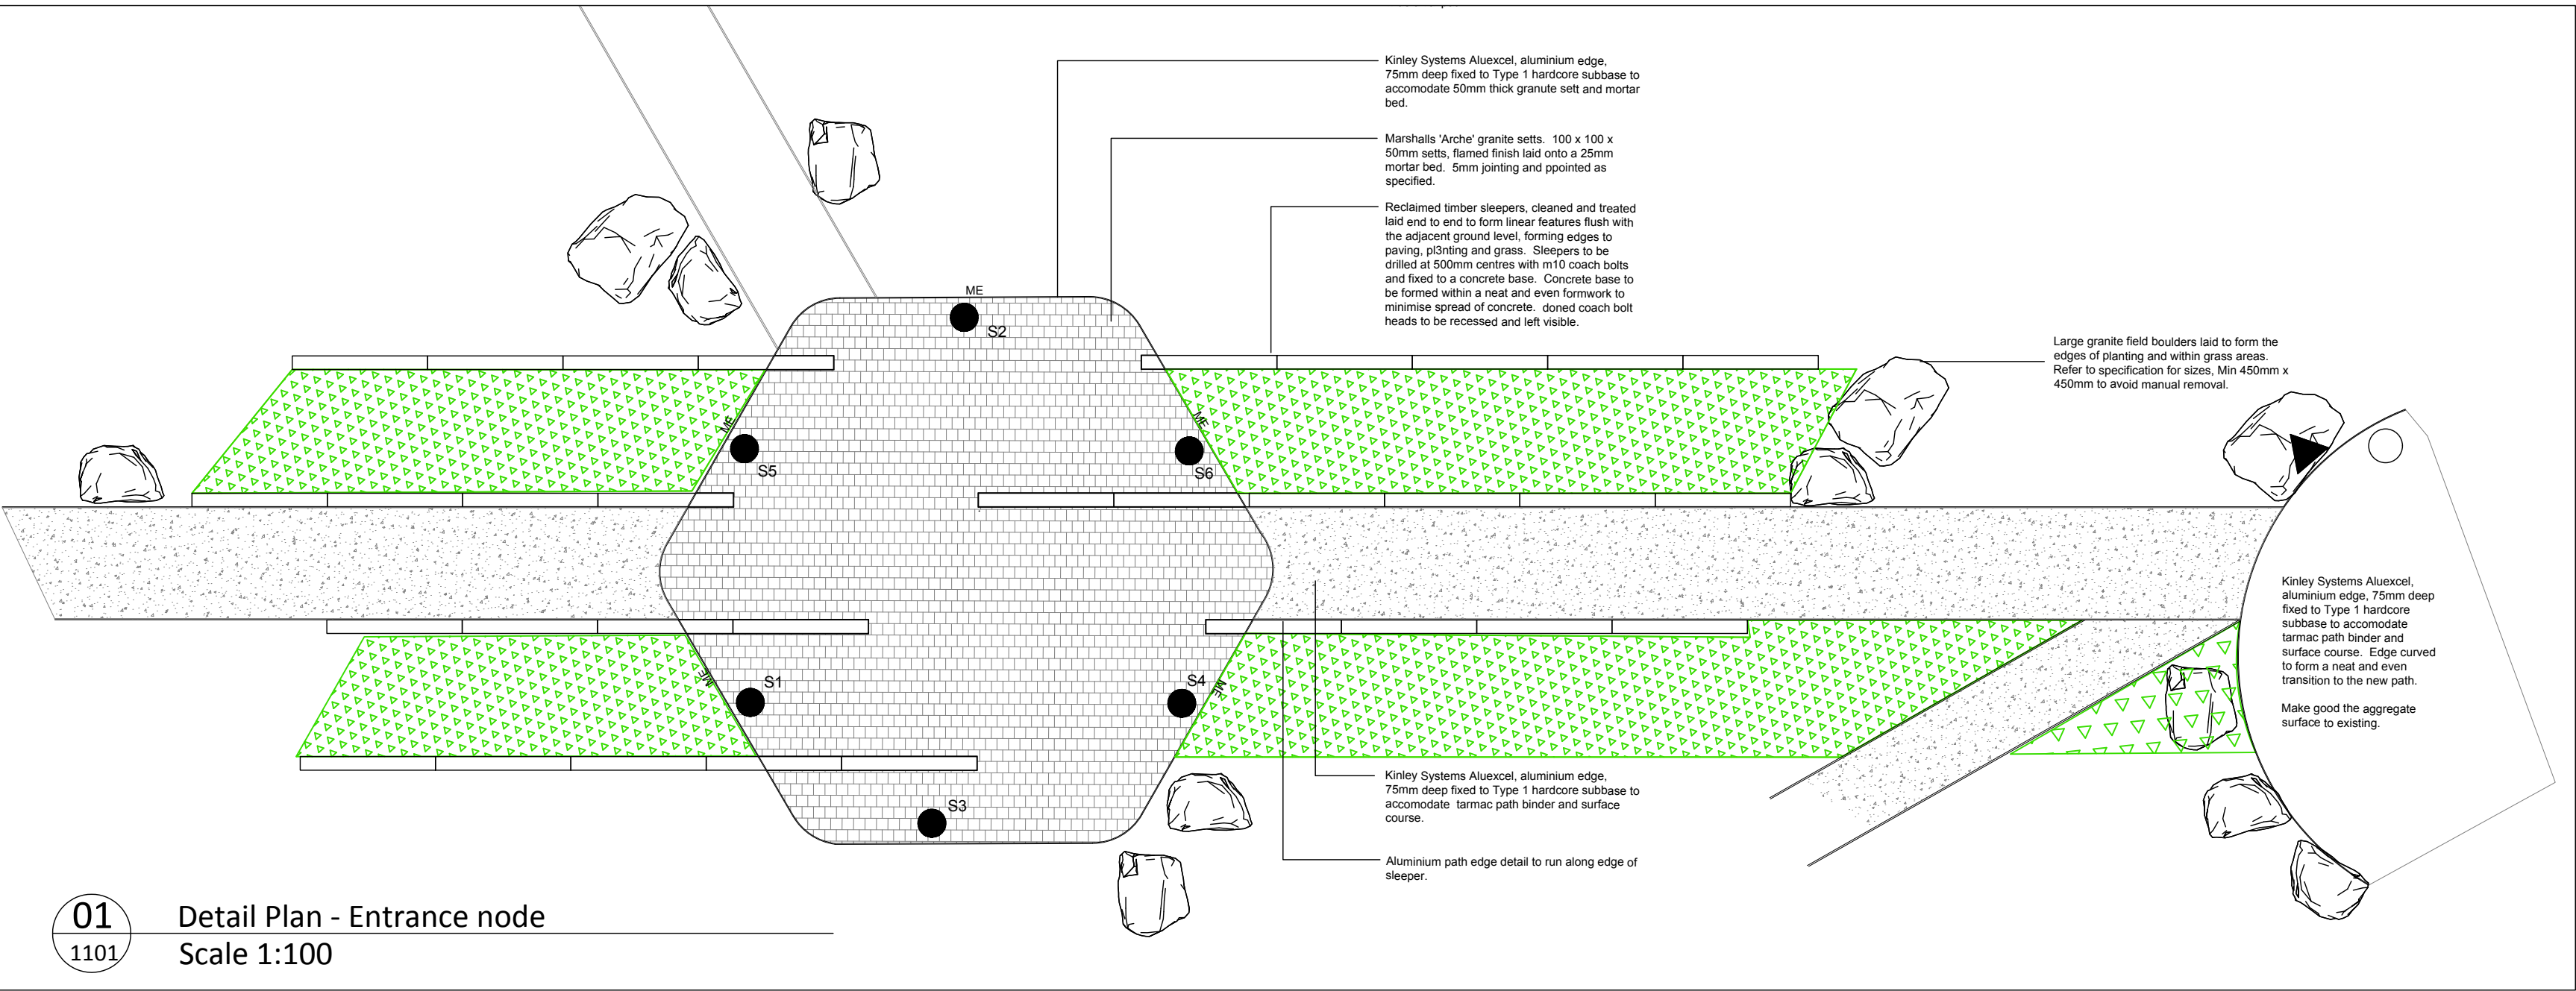 Kinley Systems Aluexcel, aluminium edge,
75mm deep fixed to Type 1 hardcore subbase to
accomodate 50mm thick granute sett and mortar
bed.
Marshalls 'Arche' granite setts. 100 x 100 x
50mm setts, flamed finish laid onto a 25mm
mortar bed. 5mm jointing and ppointed as
specified.
Reclaimed timber sleepers, cleaned and treated
laid end to end to form linear features flush with
the adjacent ground level, forming edges to
paving, pl3nting and grass. Sleepers to be
drilled at 500mm centres with m10 coach bolts
and fixed to a concrete base. Concrete base to
be formed within a neat and even formwork to
minimise spread of concrete. doned coach bolt
heads to be recessed and left visible.
Large granite field boulders laid to form the
edges of planting and within grass areas.
Refer to specification for sizes, Min 450mm x
450mm to avoid manual removal.
ME
S2
ME
S5
ME
S6
ME
S1
S4
ME
S3
Kinley Systems Aluexcel,
aluminium edge, 75mm deep
fixed to Type 1 hardcore
subbase to accomodate
tarmac path binder and
surface course. Edge curved
to form a neat and even
transition to the new path.
Make good the aggregate
surface to existing.
Kinley Systems Aluexcel, aluminium edge,
75mm deep fixed to Type 1 hardcore subbase to
accomodate tarmac path binder and surface
course.
Aluminium path edge detail to run along edge of
sleeper.
01
1101
Detail Plan - Entrance node
Scale 1:100